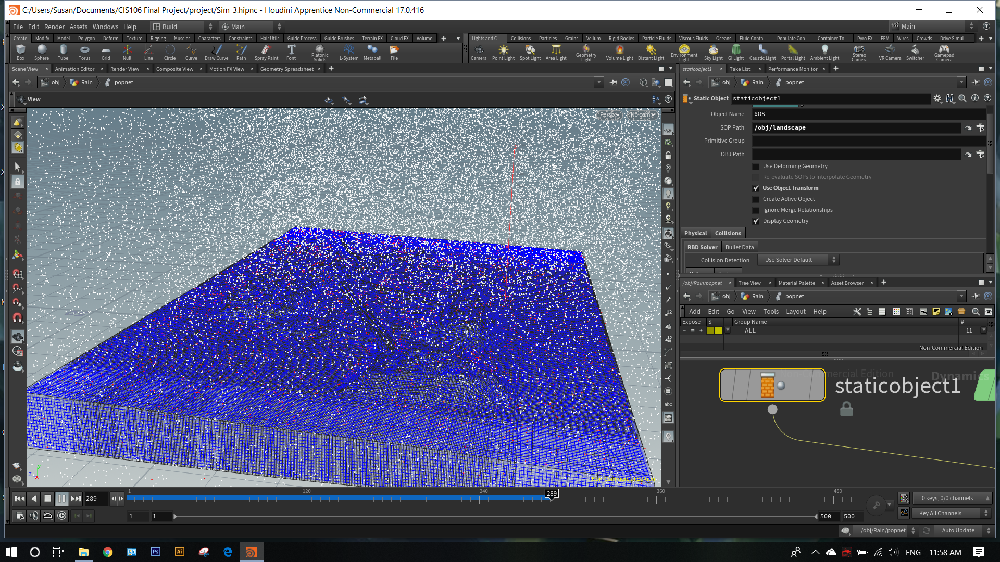 C:/Users/Susan/Documents/CIS106 Final Project/project/Sim_3.hipnc - Houdini Apprentice Non-Commercial 17.0.416
File Edit Render Assets Windows Help Build Main Main
Create Modify Model Polygon Deform Texture Rigging Muscles Characters Constraints Hair Utils Guide Process Guide Brushes Terrain FX Cloud FX Volume
Lights and C... Collisions Particles Grains Vellum Rigid Bodies Particle Fluids Viscous Fluids Oceans Fluid Contai... Populate Con... Container To... Pyro FX FEM Wires Crowds Drive Simul...
Box Sphere Tube Torus Grid Null Line Circle Curve Draw Curve Path Spray Paint Font Platonic Solids L-System Metaball File
Camera Point Light Spot Light Area Light Geometry Light Volume Light Distant Light Environment Light Sky Light GI Light Caustic Light Portal Light Ambient Light Stereo Camera VR Camera Switcher Gamepad Camera
Scene View Animation Editor Render View Composite View Motion FX View Geometry Spreadsheet
staticobject1 Take List Performance Monitor
obj Rain popnet
obj Rain popnet
View
Persp No cam
Static Object staticobject1
Object Name $OS
SOP Path /obj/landscape
Primitive Group
OBJ Path
Use Deforming Geometry
Re-evaluate SOPs to Interpolate Geometry
Use Object Transform
Create Active Object
Ignore Merge Relationships
Display Geometry
Physical Collisions
RBD Solver Bullet Data
Collision Detection Use Solver Default
/obj/Rain/popnet Tree View Material Palette Asset Browser
obj Rain popnet
Add Edit Go View Tools Layout Help
Expose S Group Name #
ALL 11
Non-Commercial Edition
Dynamics
staticobject1
12
12
abc
Non-Commercial Edition
y
z
x
289 1 120 240 289 360 480
0 keys, 0/0 channels
1 1 500 500
Key All Channels
/obj/Rain/popnet Auto Update
Ps Ai
ENG 11:58 AM